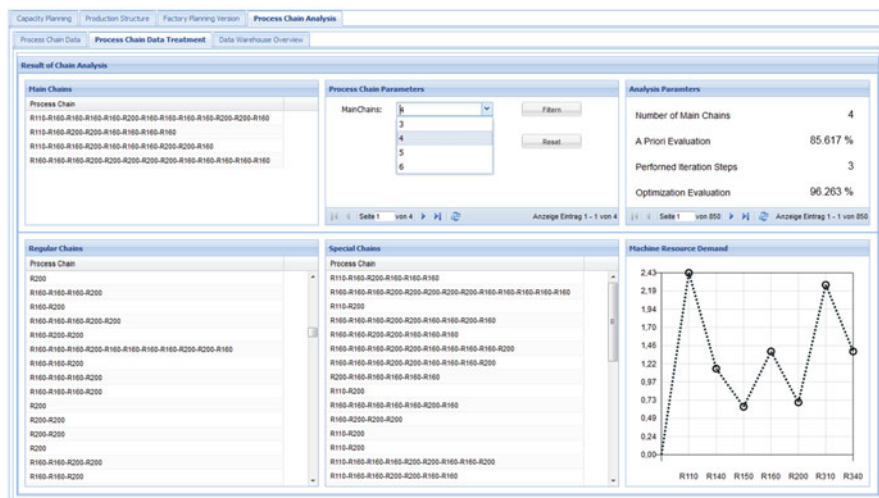 Capacity Planning Production Structure Factory Planning Version Process Chain Analysis
Process Chain Data Process Chain Data Treatment Data Warehouse Overview
Result of Chain Analysis
Main Chains
Process Chain
R110-R160-R160-R160-R160-R200-R160-R160-R160-R160-R200-R200-R160
R110-R160-R200-R160-R160-R160-R160
R110-R160-R160-R160-R160-R160-R200-R200-R160
R160-R160-R160-R200-R200-R200-R200-R200-R160-R160-R160-R160-R160
Process Chain Parameters
MainChains: 4
Filtern
3
4
Reset
5
6
Seite 1 von 4 Anzeige Eintrag 1 - 1 von 4
Analysis Paramters
Number of Main Chains 4
A Priori Evaluation 85.617 %
Performed Iteration Steps 3
Optimization Evaluation 96.263 %
Seite 1 von 850 Anzeige Eintrag 1 - 1 von 850
Regular Chains
Process Chain
R200
R160-R160-R160-R200
R160-R200
R160-R160-R160-R200-R200
R160-R200-R200
R160-R160-R160-R200-R160-R160-R160-R160-R200-R200-R160
R160-R160-R200
R160-R160-R160-R200
R160-R160-R160-R200
R200
R200-R200
R200-R200
R200
R160-R160-R200-R200
R160-R160-R200
Special Chains
Process Chain
R110-R160-R200-R160-R160-R160
R160-R160-R160-R200-R200-R200-R200-R200-R160-R160-R160-R160-R160
R110-R200
R160-R160-R160-R160-R160-R200-R200-R160
R160-R160-R200-R160-R160-R160
R160-R160-R160-R160-R200-R160-R160-R160-R160-R200
R160-R160-R160-R200-R200-R160-R160-R160-R200
R200-R160-R160-R160-R160-R160
R110-R200
R160-R160-R160-R160-R160-R200-R160
R160-R200-R200-R200
R110-R200
R110-R200
R110-R160-R160-R160-R200-R200-R160-R160-R200
R110-R160-R160-R160-R200-R160-R160
Machine Resource Demand
2,43
2,19
1,94
1,70
1,46
1,22
0,97
0,73
0,49
0,24
0,00
R110 R140 R150 R160 R200 R310 R340